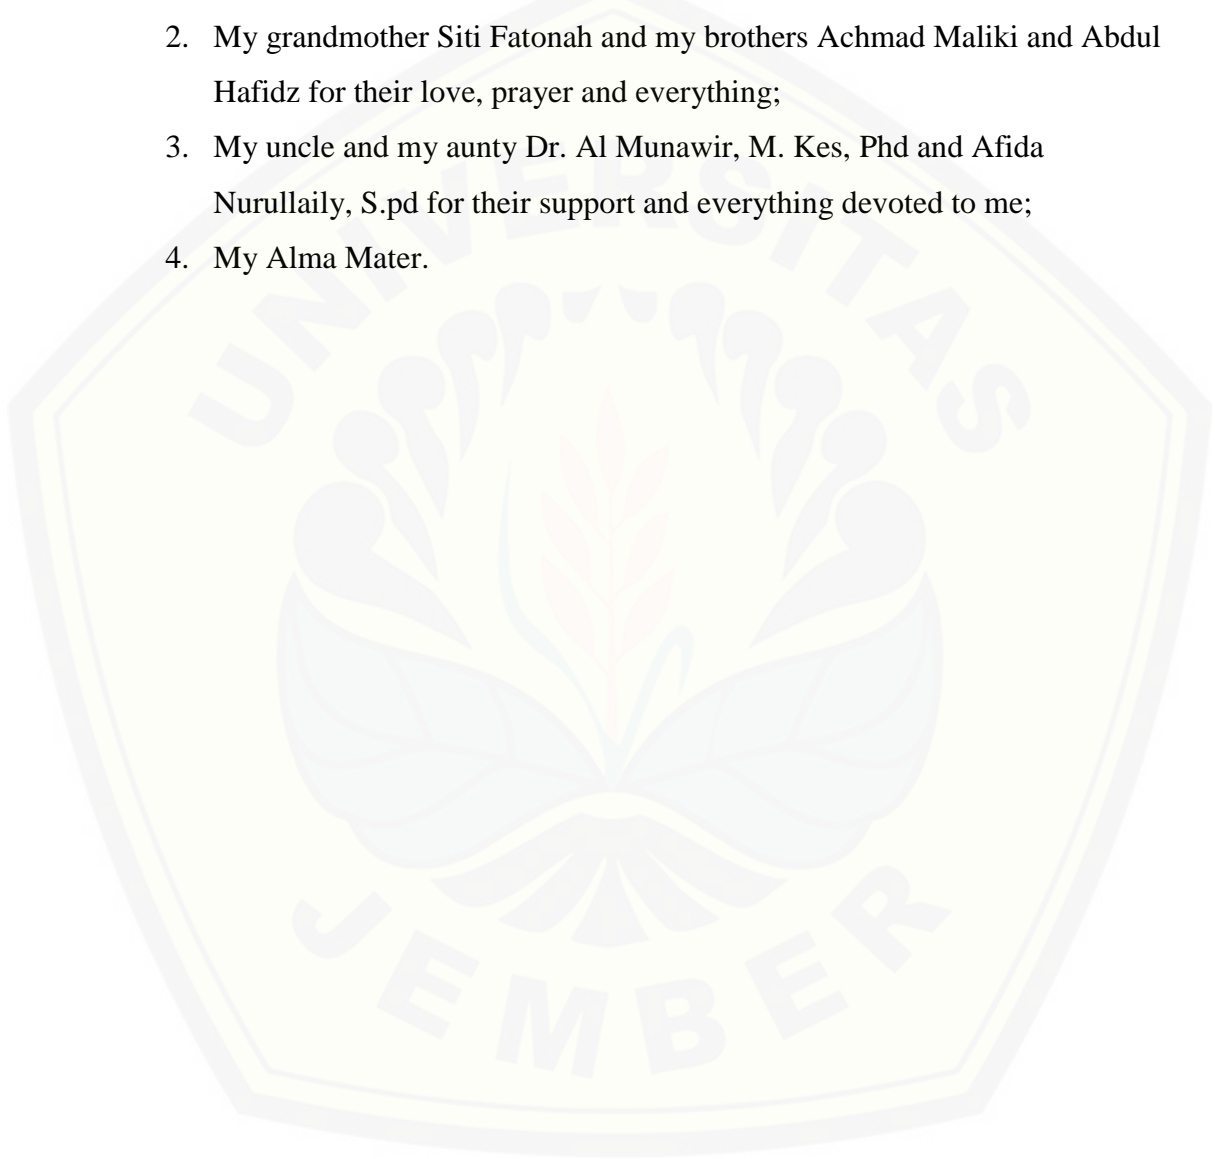 2. My grandmother Siti Fatonah and my brothers Achmad Maliki and Abdul
Hafidz for their love, prayer and everything;
3. My uncle and my aunty Dr. Al Munawir, M. Kes, Phd and Afida
Nurullaily, S.pd for their support and everything devoted to me;
4. My Alma Mater.
UNIVERSITAS
JEMBER